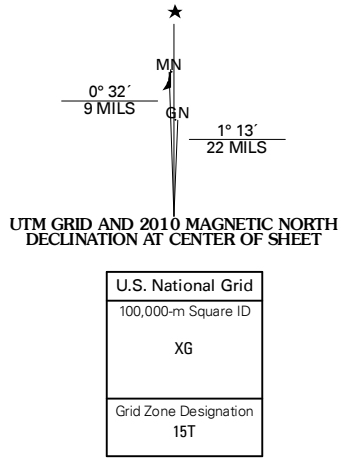 MN
0° 32´
9 MILS
GN
1° 13´
22 MILS
UTM GRID AND 2010 MAGNETIC NORTH
DECLINATION AT CENTER OF SHEET
U.S. National Grid
100,000-m Square ID
XG
Grid Zone Designation
15T